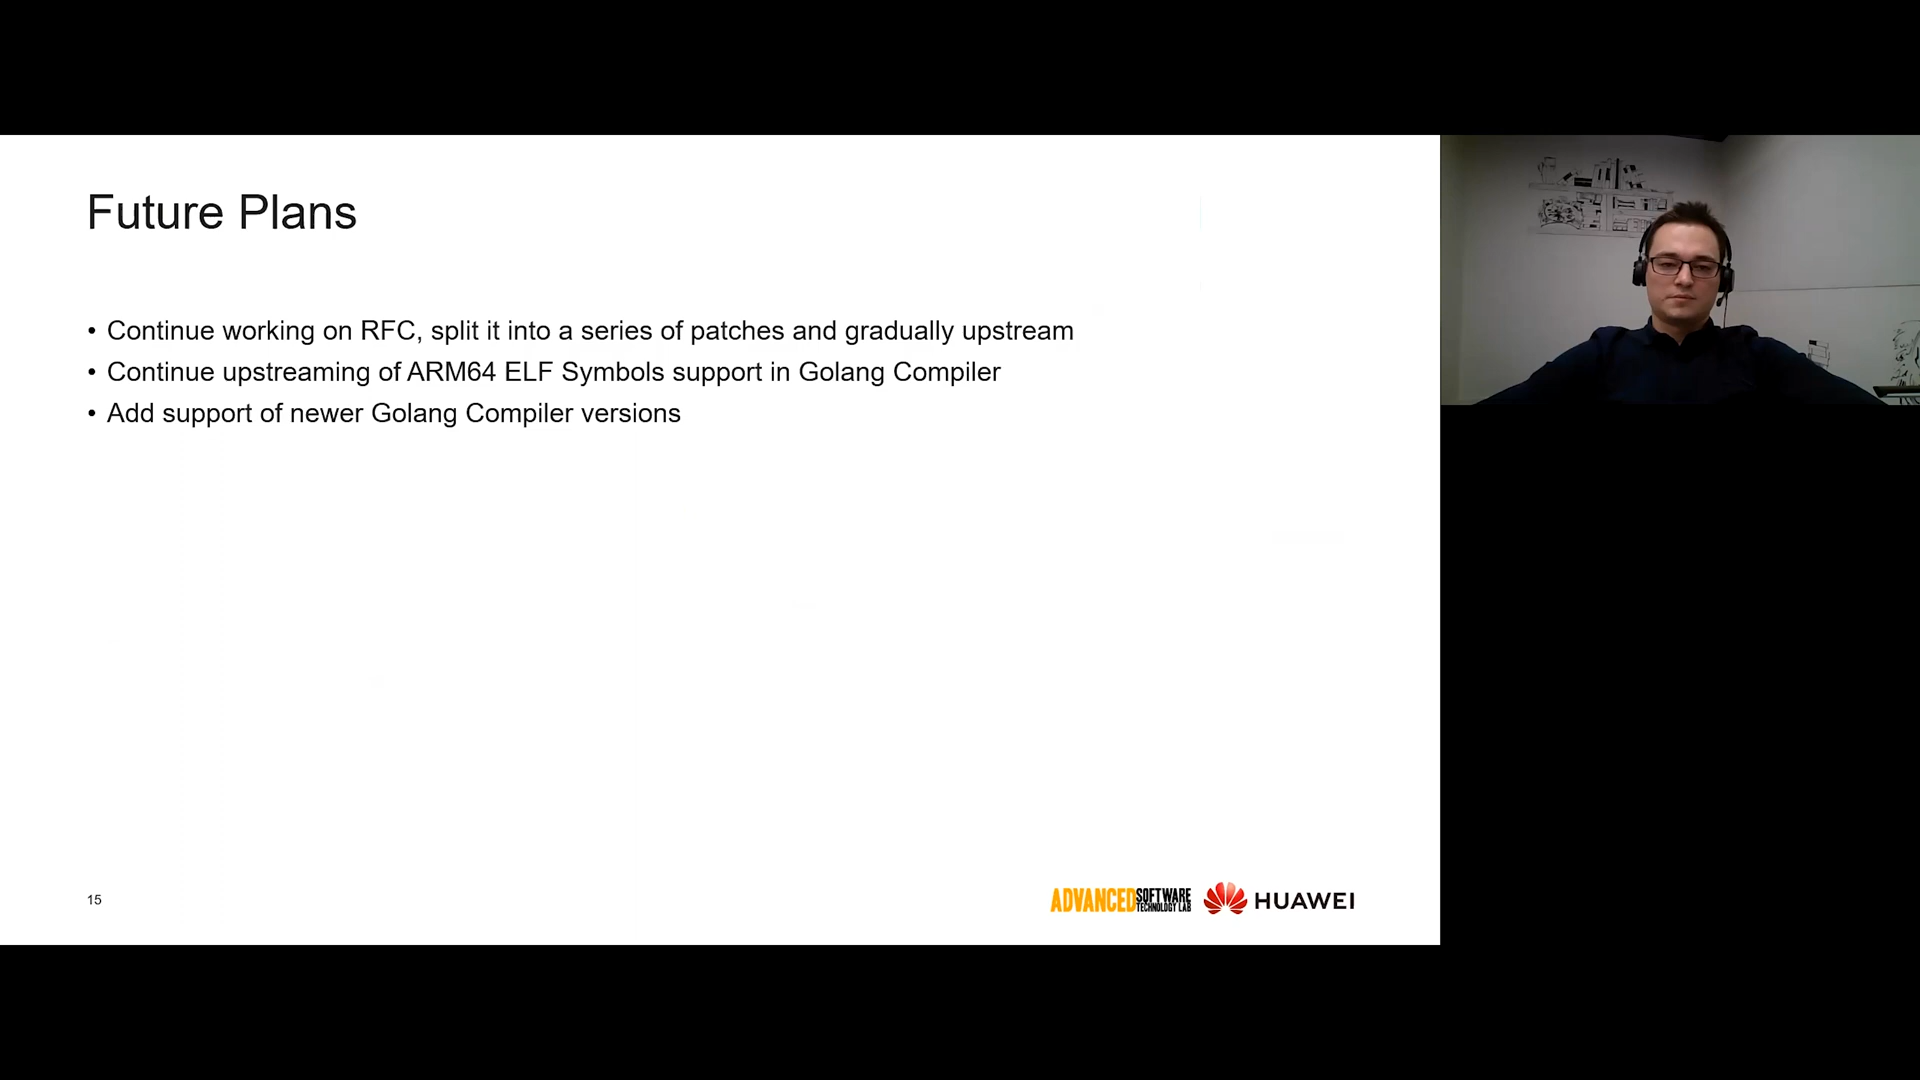 Future Plans
• Continue working on RFC, split it into a series of patches and gradually upstream
• Continue upstreaming of ARM64 ELF Symbols support in Golang Compiler
• Add support of newer Golang Compiler versions
15
ADVANCED SOFTWARE TECHNOLOGY LAB
HUAWEI